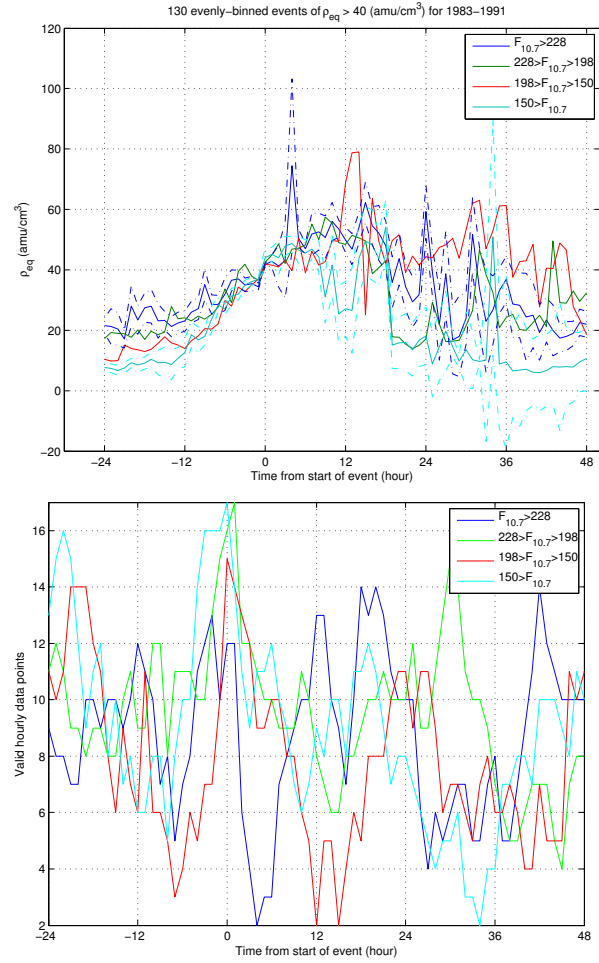 130 evenly−binned events of ρeq > 40 (amu/cm³) for 1983−1991
120
100
80
60
40
20
0
−20
ρeq (amu/cm³)
F10.7>228
228>F10.7>198
198>F10.7>150
150>F10.7
−24 −12 0 12 24 36 48
Time from start of event (hour)
16
14
12
10
8
6
4
2
Valid hourly data points
F10.7>228
228>F10.7>198
198>F10.7>150
150>F10.7
−24 −12 0 12 24 36 48
Time from start of event (hour)